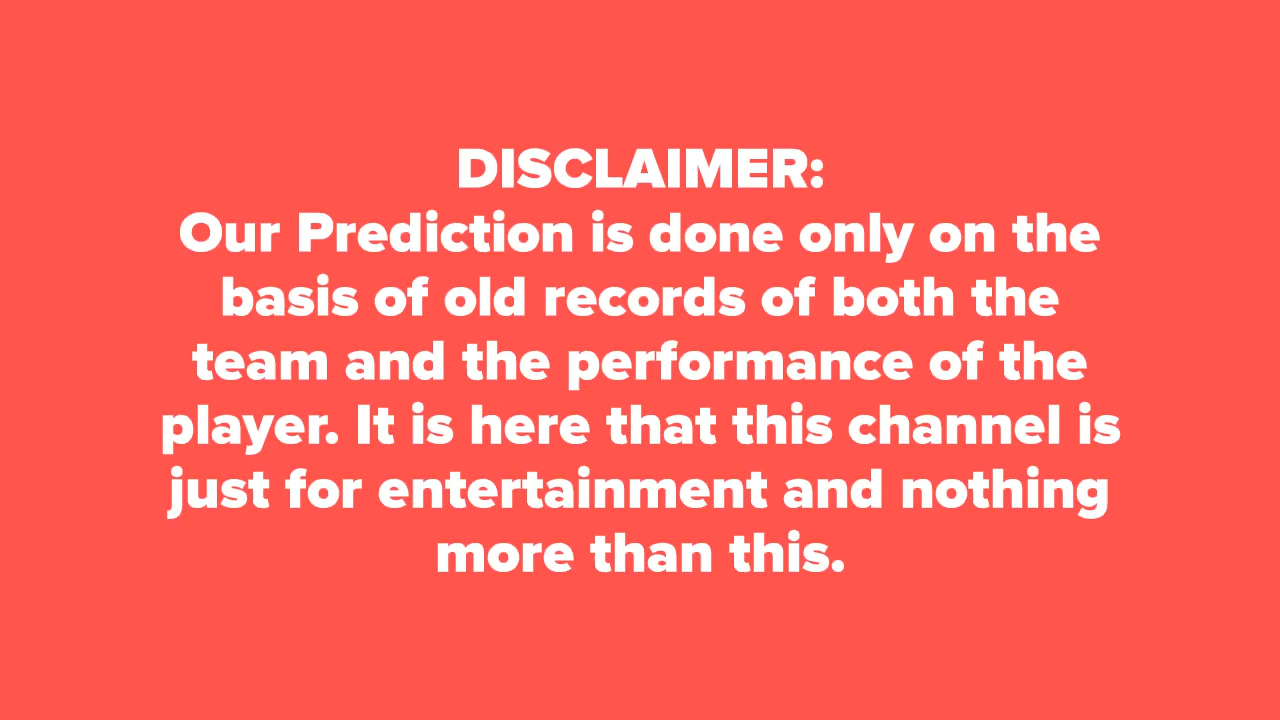 DISCLAIMER:
Our Prediction is done only on the
basis of old records of both the
team and the performance of the
player. It is here that this channel is
just for entertainment and nothing
more than this.